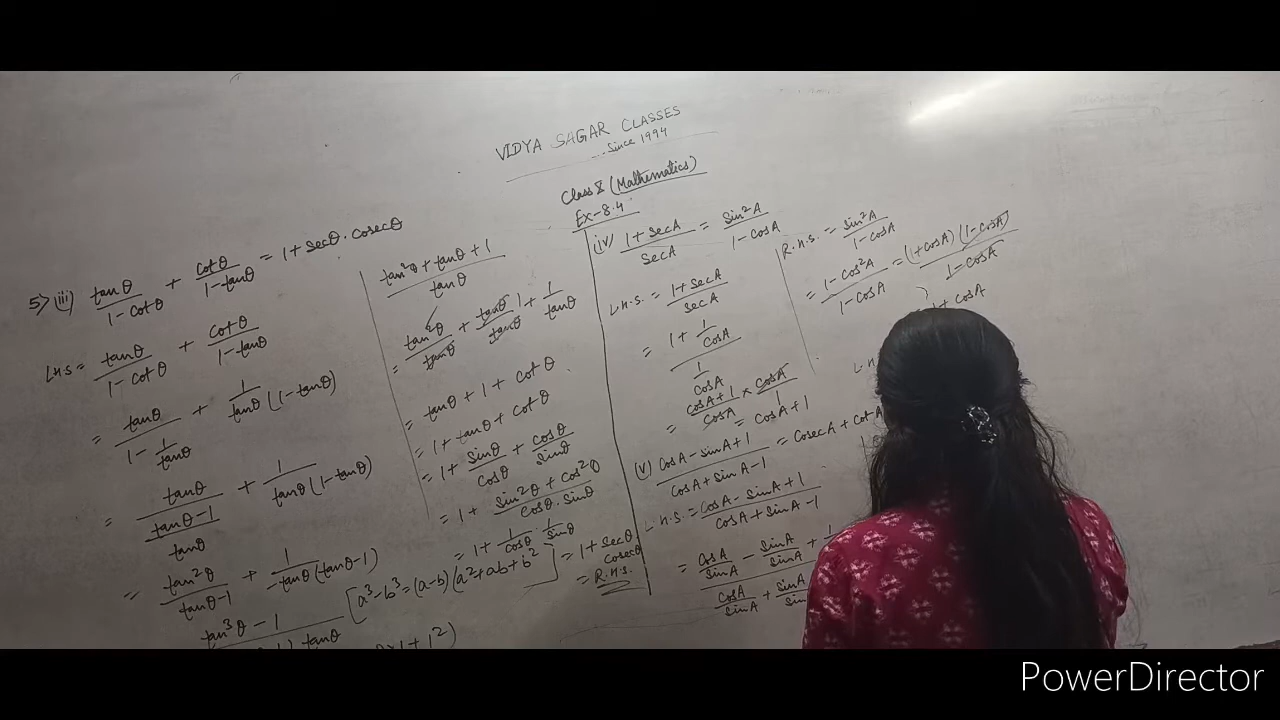 VIDYA SAGAR CLASSES
...Since 1994
Class X (Mathematics)
Ex-8.4
5> (iii) tanθ/(1-cotθ) + cotθ/(1-tanθ) = 1+secθ.cosecθ
L.H.S = tanθ/(1-cotθ) + cotθ/(1-tanθ)
= tanθ/(1-1/tanθ) + 1/(tanθ(1-tanθ))
= tanθ/((tanθ-1)/tanθ) + 1/(tanθ(1-tanθ))
= tan²θ/(tanθ-1) + 1/(-tanθ(tanθ-1))
tan³θ-1
tanθ
[a³-b³=(a-b)(a²+ab+b²)]
×1+1²)
(tan²θ+tanθ+1)/tanθ
= tan²θ/tanθ + tanθ/tanθ + 1/tanθ
= tanθ+1+cotθ
= 1+tanθ+cotθ
= 1+sinθ/cosθ + cosθ/sinθ
= 1+(sin²θ+cos²θ)/(cosθ.sinθ)
= 1+1/cosθ . 1/sinθ
= 1+secθ
cosecθ
= R.H.S.
(iv) (1+secA)/secA = sin²A/(1-cosA)
L.H.S. = (1+secA)/secA
= (1+1/cosA)/(1/cosA)
= (cosA+1)/cosA × cosA/1
= cosA+1
R.H.S. = sin²A/(1-cosA)
= (1-cos²A)/(1-cosA) = (1+cosA)(1-cosA)/(1-cosA)
1+cosA
L.H
(v) (cosA-sinA+1)/(cosA+sinA-1) = cosecA+cotA
L.H.S. = (cosA-sinA+1)/(cosA+sinA-1)
= (cosA/sinA - sinA/sinA + 1/
cosA/sinA + sinA/sin
PowerDirector